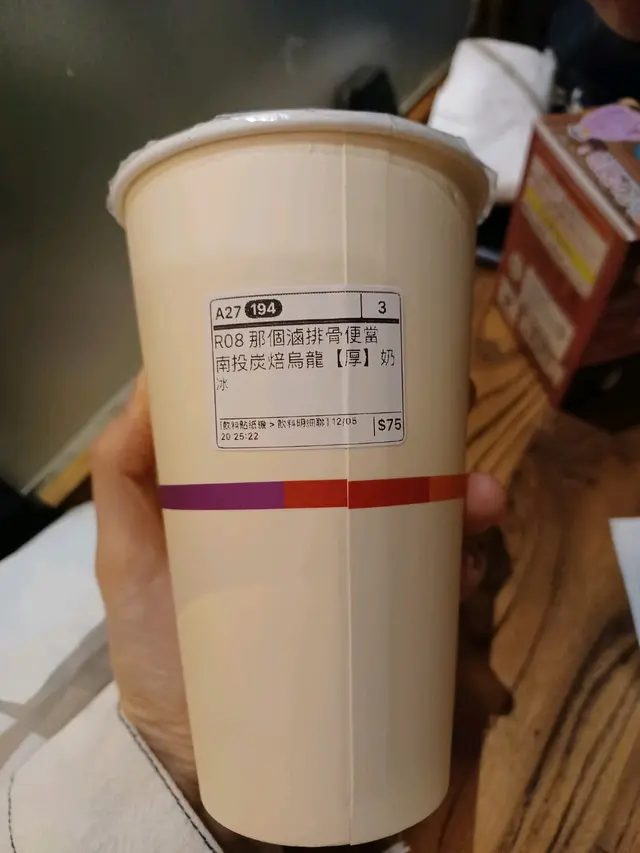 A27 194 3
R08 那個滷排骨便當
南投炭焙烏龍【厚】奶
冰
[飲料貼紙機 > 飲料明細聯] 12/05
20:25:22
$75